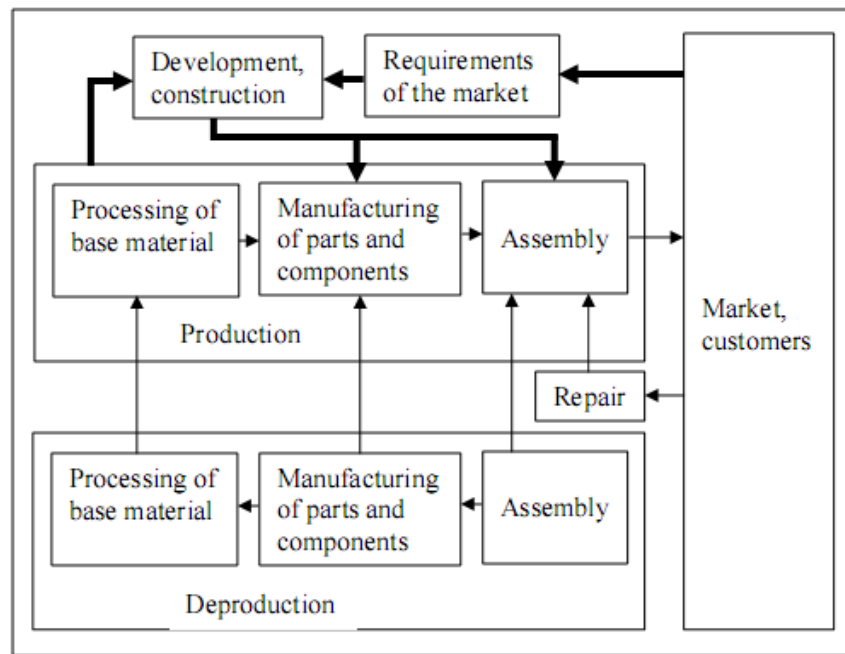 Development,
construction
Requirements
of the market
Processing of
base material
Manufacturing
of parts and
components
Assembly
Production
Market,
customers
Repair
Processing of
base material
Manufacturing
of parts and
components
Assembly
Deproduction